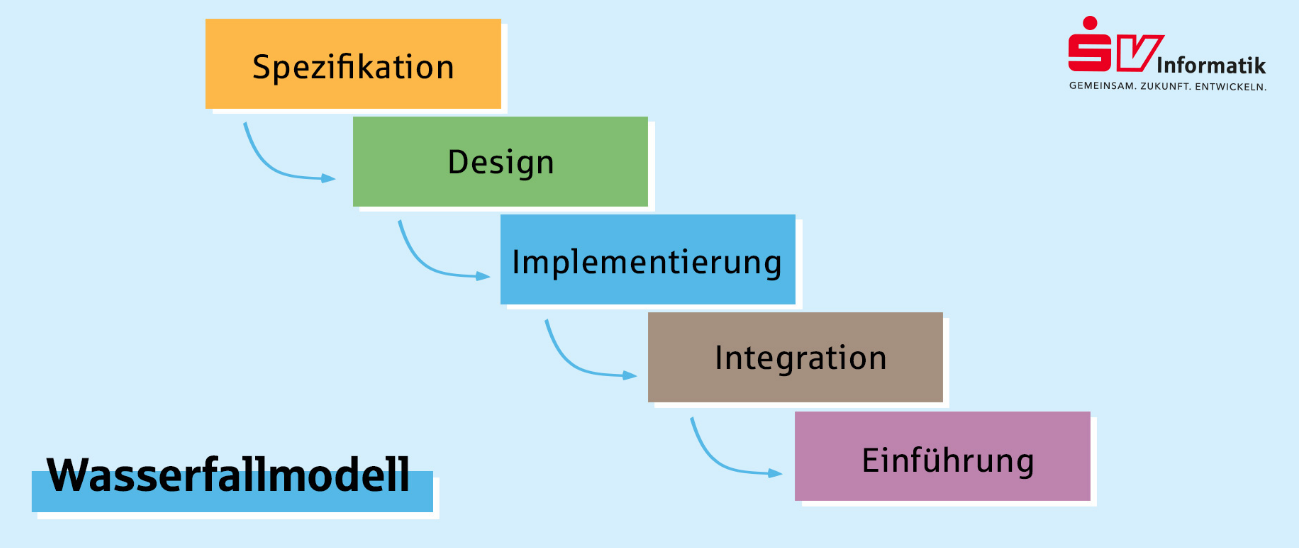 Spezifikation
SV Informatik
GEMEINSAM. ZUKUNFT. ENTWICKELN.
Design
Implementierung
Integration
Einführung
Wasserfallmodell